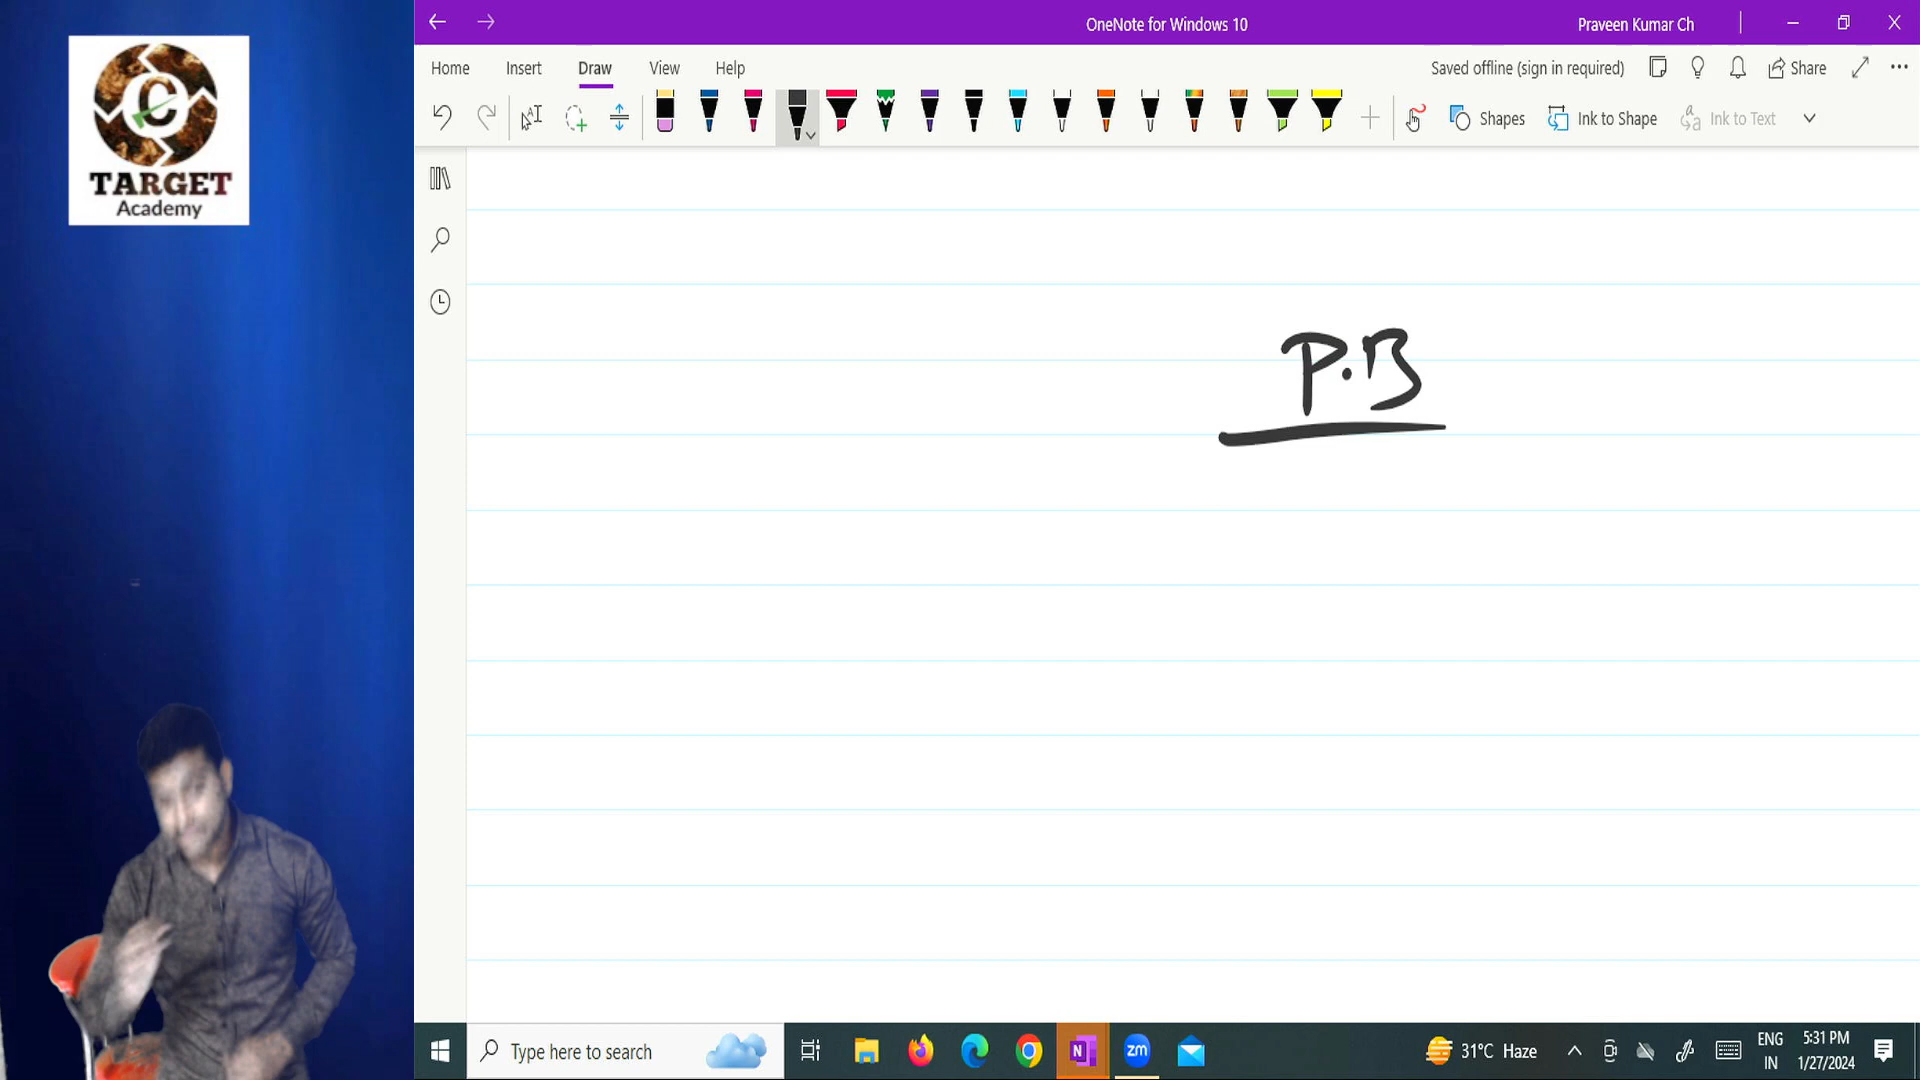 TARGET
Academy
OneNote for Windows 10
Praveen Kumar Ch
Home Insert Draw View Help
Saved offline (sign in required)
Share
Shapes
Ink to Shape
Ink to Text
P.B
Type here to search
zm
31°C Haze
ENG
IN
5:31 PM
1/27/2024